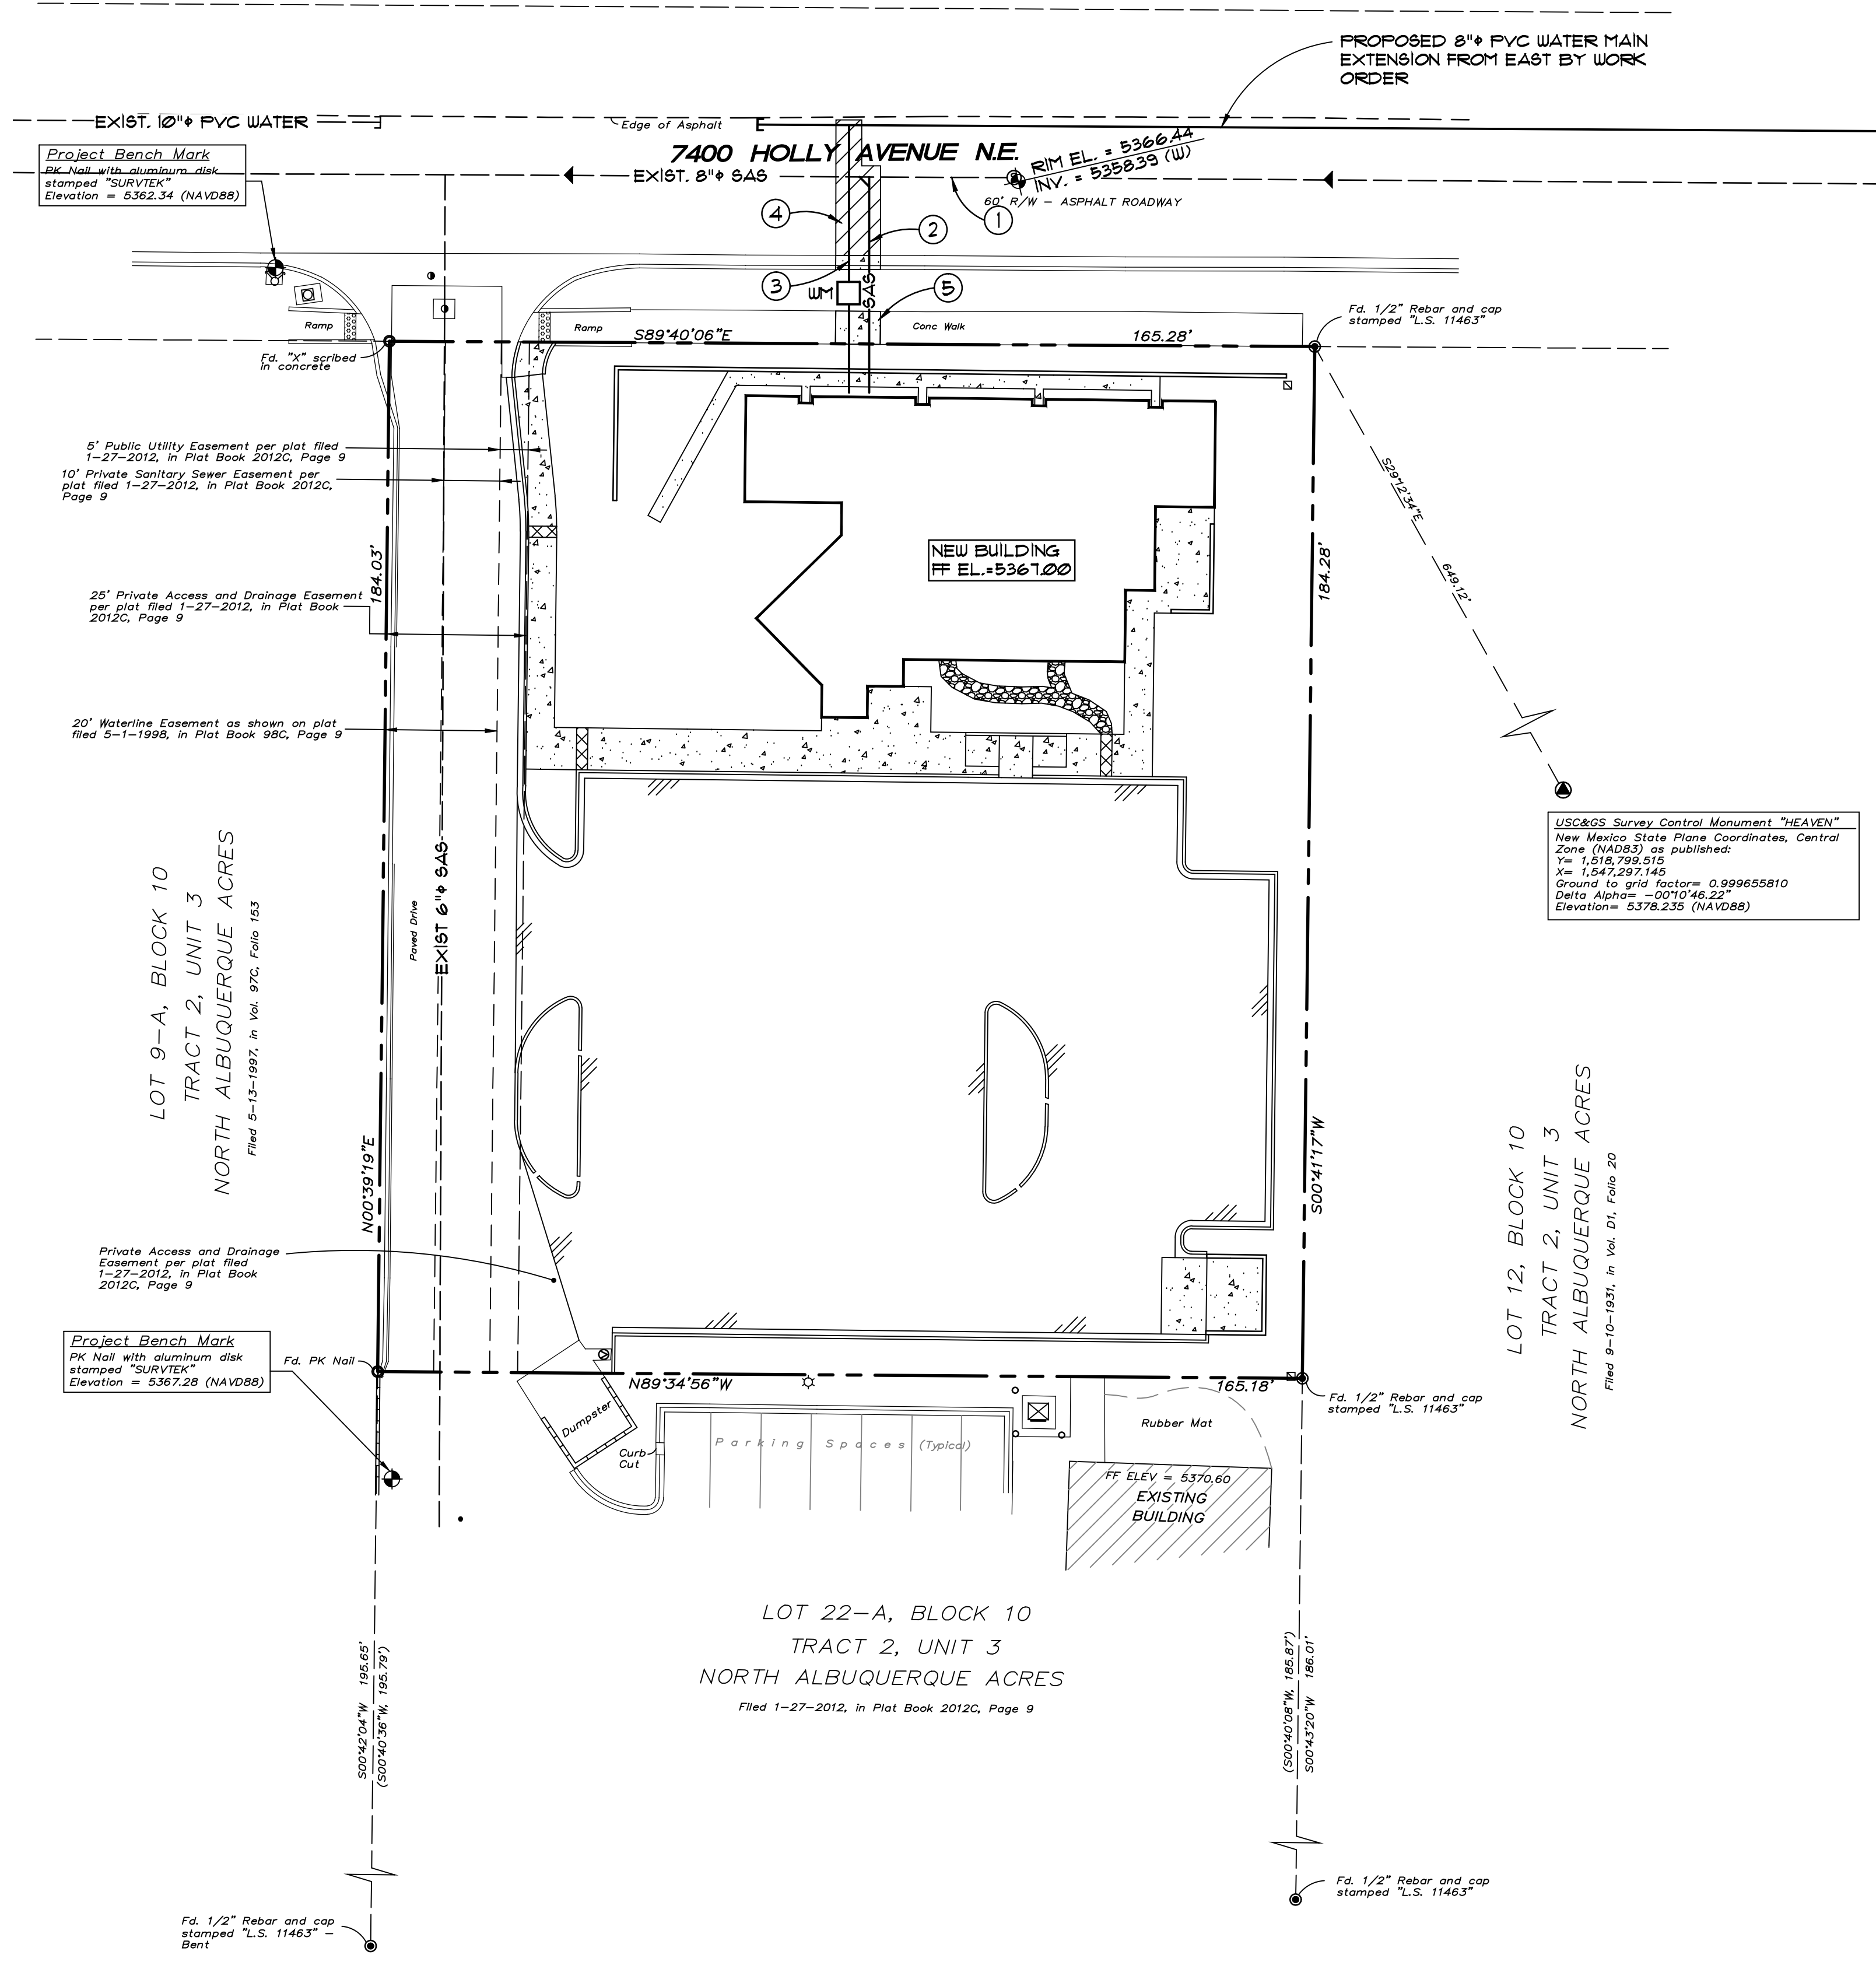 PROPOSED 8"φ PVC WATER MAIN
EXTENSION FROM EAST BY WORK
ORDER
EXIST. 10"φ PVC WATER
Edge of Asphalt
7400 HOLLY AVENUE N.E.
EXIST. 8"φ SAS
RIM EL. = 5366.44
INV. = 5358.39 (W)
60' R/W - ASPHALT ROADWAY
Project Bench Mark
PK Nail with aluminum disk
stamped "SURVTEK"
Elevation = 5362.34 (NAVD88)
4
2
1
3
5
WM
SAS
Ramp
Ramp
Conc Walk
S89°40'06"E
165.28'
Fd. 1/2" Rebar and cap
stamped "L.S. 11463"
Fd. "X" scribed
in concrete
5' Public Utility Easement per plat filed
1-27-2012, in Plat Book 2012C, Page 9
10' Private Sanitary Sewer Easement per
plat filed 1-27-2012, in Plat Book 2012C,
Page 9
184.03'
25' Private Access and Drainage Easement
per plat filed 1-27-2012, in Plat Book
2012C, Page 9
20' Waterline Easement as shown on plat
filed 5-1-1998, in Plat Book 98C, Page 9
NEW BUILDING
FF EL.=5367.00
184.28'
S29°12'34"E
649.12'
USC&GS Survey Control Monument "HEAVEN"
New Mexico State Plane Coordinates, Central
Zone (NAD83) as published:
Y= 1,518,799.515
X= 1,547,297.145
Ground to grid factor= 0.999655810
Delta Alpha= -00°10'46.22"
Elevation= 5378.235 (NAVD88)
LOT 9-A, BLOCK 10
TRACT 2, UNIT 3
NORTH ALBUQUERQUE ACRES
Filed 5-13-1997, in Vol. 97C, Folio 153
Paved Drive
EXIST 6"φ SAS
N00°39'19"E
S00°41'17"W
LOT 12, BLOCK 10
TRACT 2, UNIT 3
NORTH ALBUQUERQUE ACRES
Filed 9-10-1931, in Vol. D1, Folio 20
Private Access and Drainage
Easement per plat filed
1-27-2012, in Plat Book
2012C, Page 9
Project Bench Mark
PK Nail with aluminum disk
stamped "SURVTEK"
Elevation = 5367.28 (NAVD88)
Fd. PK Nail
N89°34'56"W
165.18'
Fd. 1/2" Rebar and cap
stamped "L.S. 11463"
Dumpster
Curb
Cut
Parking Spaces (Typical)
Rubber Mat
FF ELEV = 5370.60
EXISTING
BUILDING
LOT 22-A, BLOCK 10
TRACT 2, UNIT 3
NORTH ALBUQUERQUE ACRES
Filed 1-27-2012, in Plat Book 2012C, Page 9
S00°42'04"W 195.65'
(S00°40'36"W, 195.79')
(S00°40'08"W, 185.87')
S00°43'20"W 186.01'
Fd. 1/2" Rebar and cap
stamped "L.S. 11463"
Fd. 1/2" Rebar and cap
stamped "L.S. 11463" -
Bent